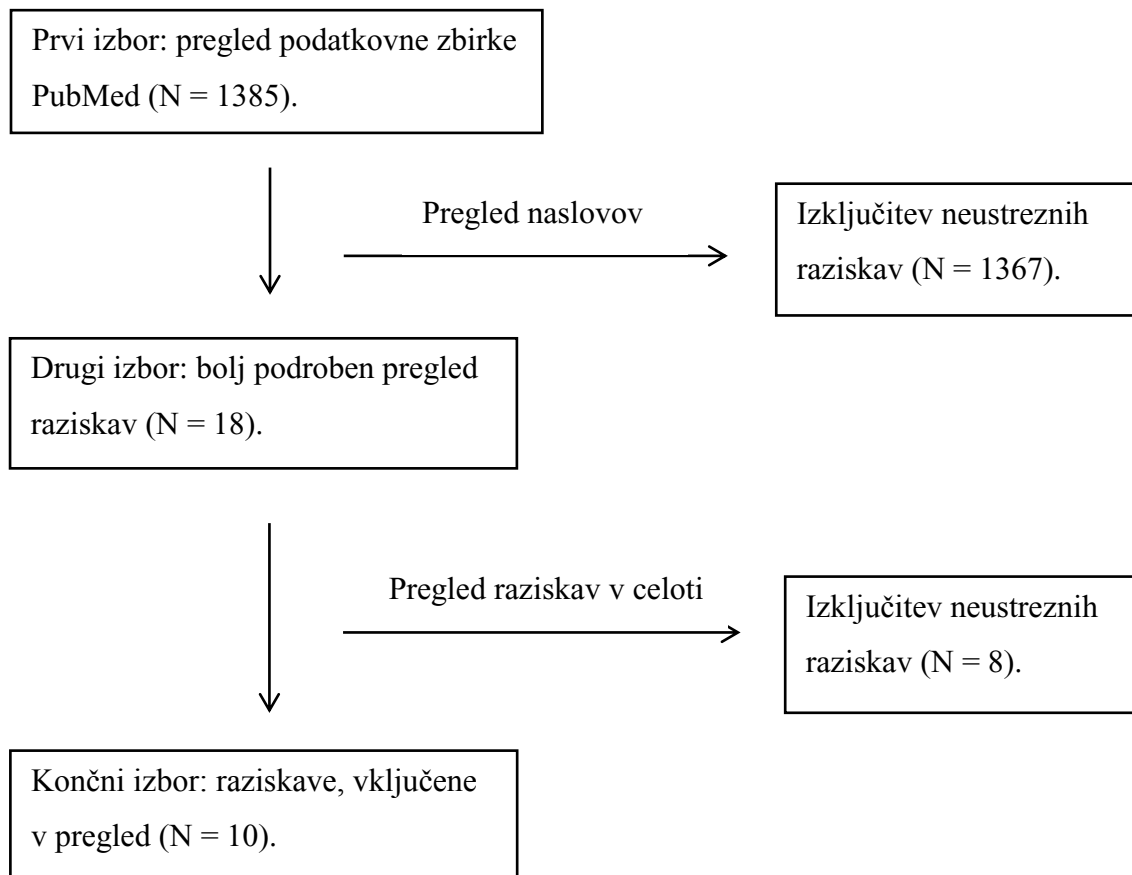 Prvi izbor: pregled podatkovne zbirke
PubMed (N = 1385).
Pregled naslovov
Izključitev neustreznih
raziskav (N = 1367).
Drugi izbor: bolj podroben pregled
raziskav (N = 18).
Pregled raziskav v celoti
Izključitev neustreznih
raziskav (N = 8).
Končni izbor: raziskave, vključene
v pregled (N = 10).